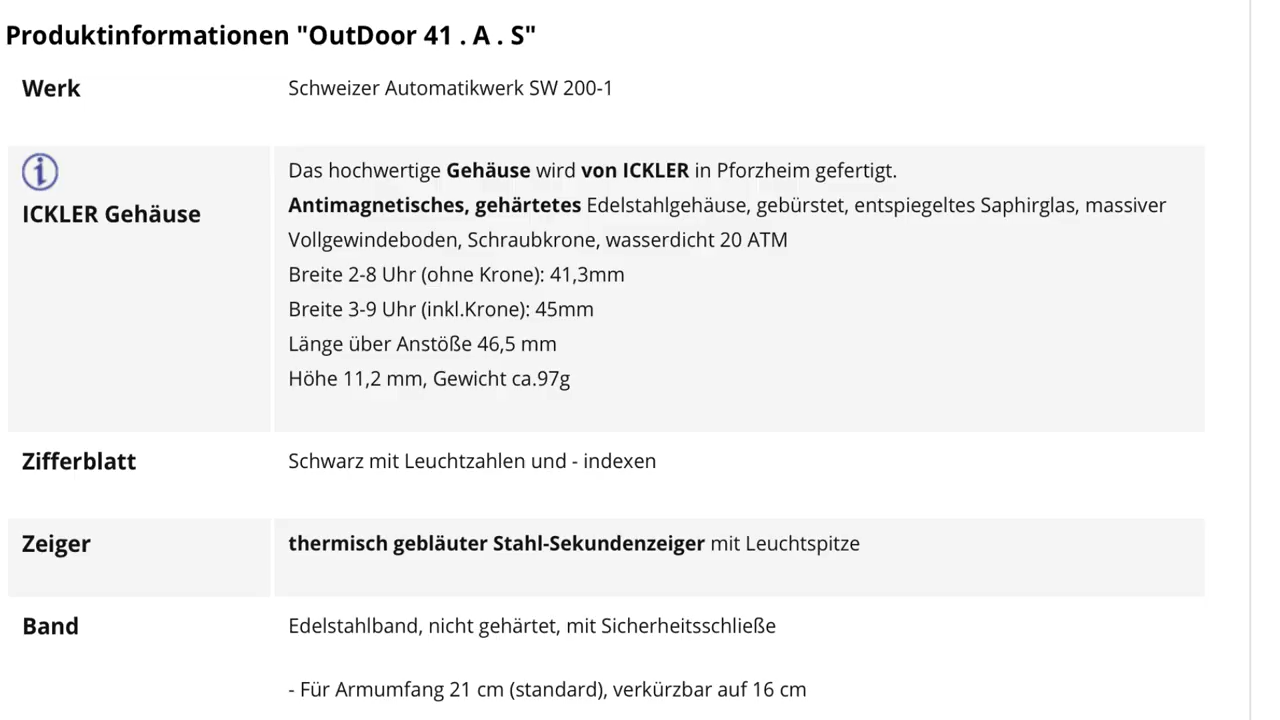 Produktinformationen "OutDoor 41 . A . S"
Werk
Schweizer Automatikwerk SW 200-1
ICKLER Gehäuse
Das hochwertige Gehäuse wird von ICKLER in Pforzheim gefertigt.
Antimagnetisches, gehärtetes Edelstahlgehäuse, gebürstet, entspiegeltes Saphirglas, massiver
Vollgewindeboden, Schraubkrone, wasserdicht 20 ATM
Breite 2-8 Uhr (ohne Krone): 41,3mm
Breite 3-9 Uhr (inkl.Krone): 45mm
Länge über Anstöße 46,5 mm
Höhe 11,2 mm, Gewicht ca.97g
Zifferblatt
Schwarz mit Leuchtzahlen und - indexen
Zeiger
thermisch gebläuter Stahl-Sekundenzeiger mit Leuchtspitze
Band
Edelstahlband, nicht gehärtet, mit Sicherheitsschließe
- Für Armumfang 21 cm (standard), verkürzbar auf 16 cm